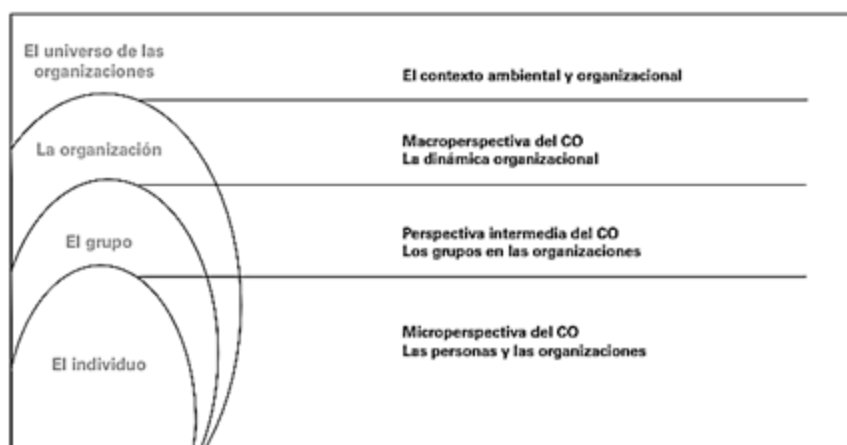 El universo de las
organizaciones
El contexto ambiental y organizacional
La organización
Macroperspectiva del CO
La dinámica organizacional
El grupo
Perspectiva intermedia del CO
Los grupos en las organizaciones
El individuo
Microperspectiva del CO
Las personas y las organizaciones